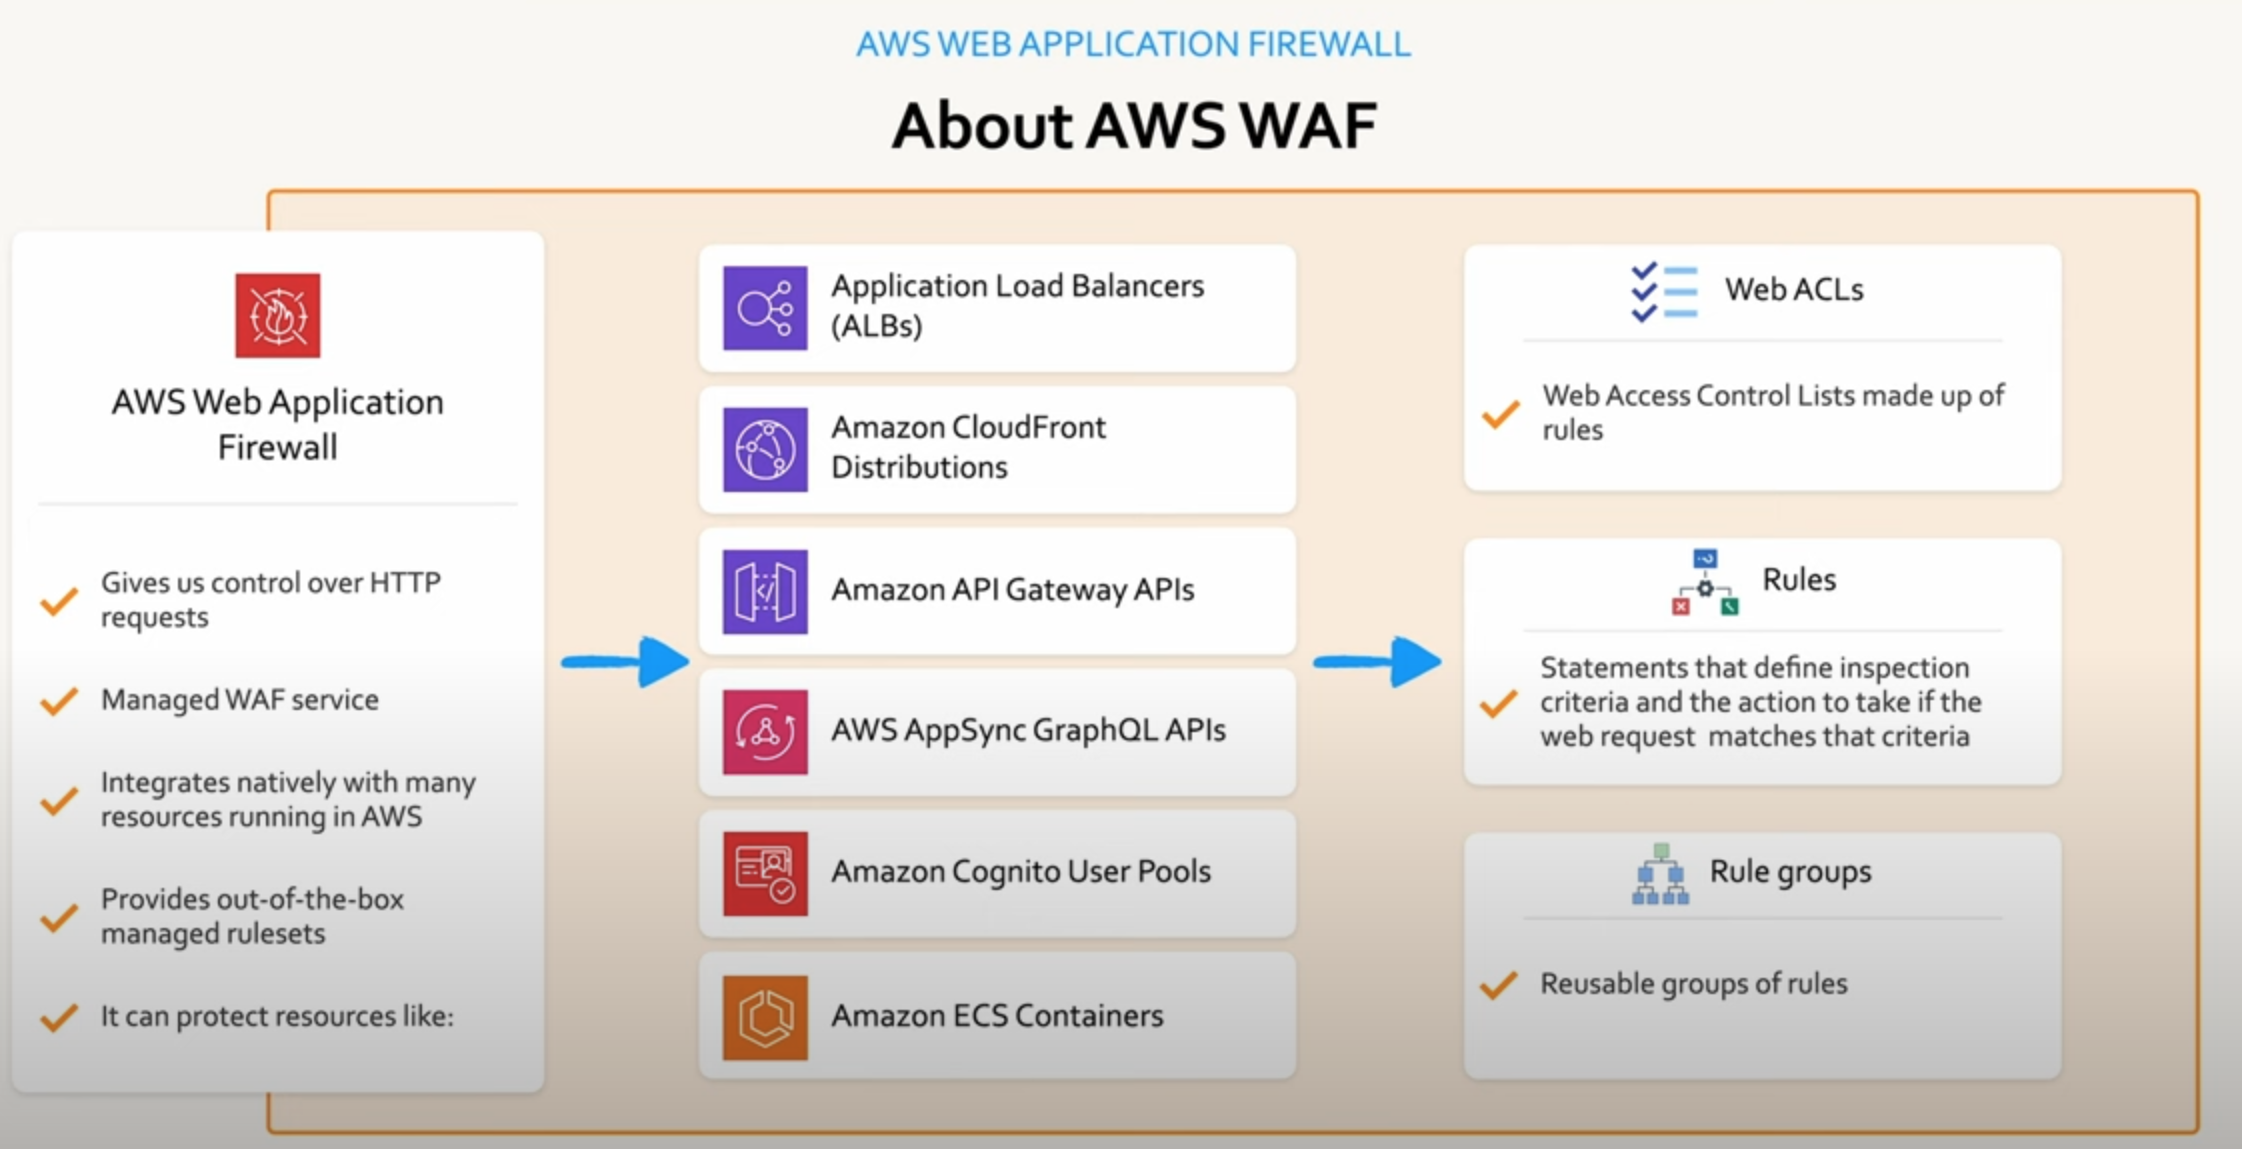 AWS WEB APPLICATION FIREWALL
About AWS WAF
AWS Web Application
Firewall
Gives us control over HTTP
requests
Managed WAF service
Integrates natively with many
resources running in AWS
Provides out-of-the-box
managed rulesets
It can protect resources like:
Application Load Balancers
(ALBs)
Amazon CloudFront
Distributions
Amazon API Gateway APIs
AWS AppSync GraphQL APIs
Amazon Cognito User Pools
Amazon ECS Containers
Web ACLs
Web Access Control Lists made up of
rules
Rules
Statements that define inspection
criteria and the action to take if the
web request matches that criteria
Rule groups
Reusable groups of rules